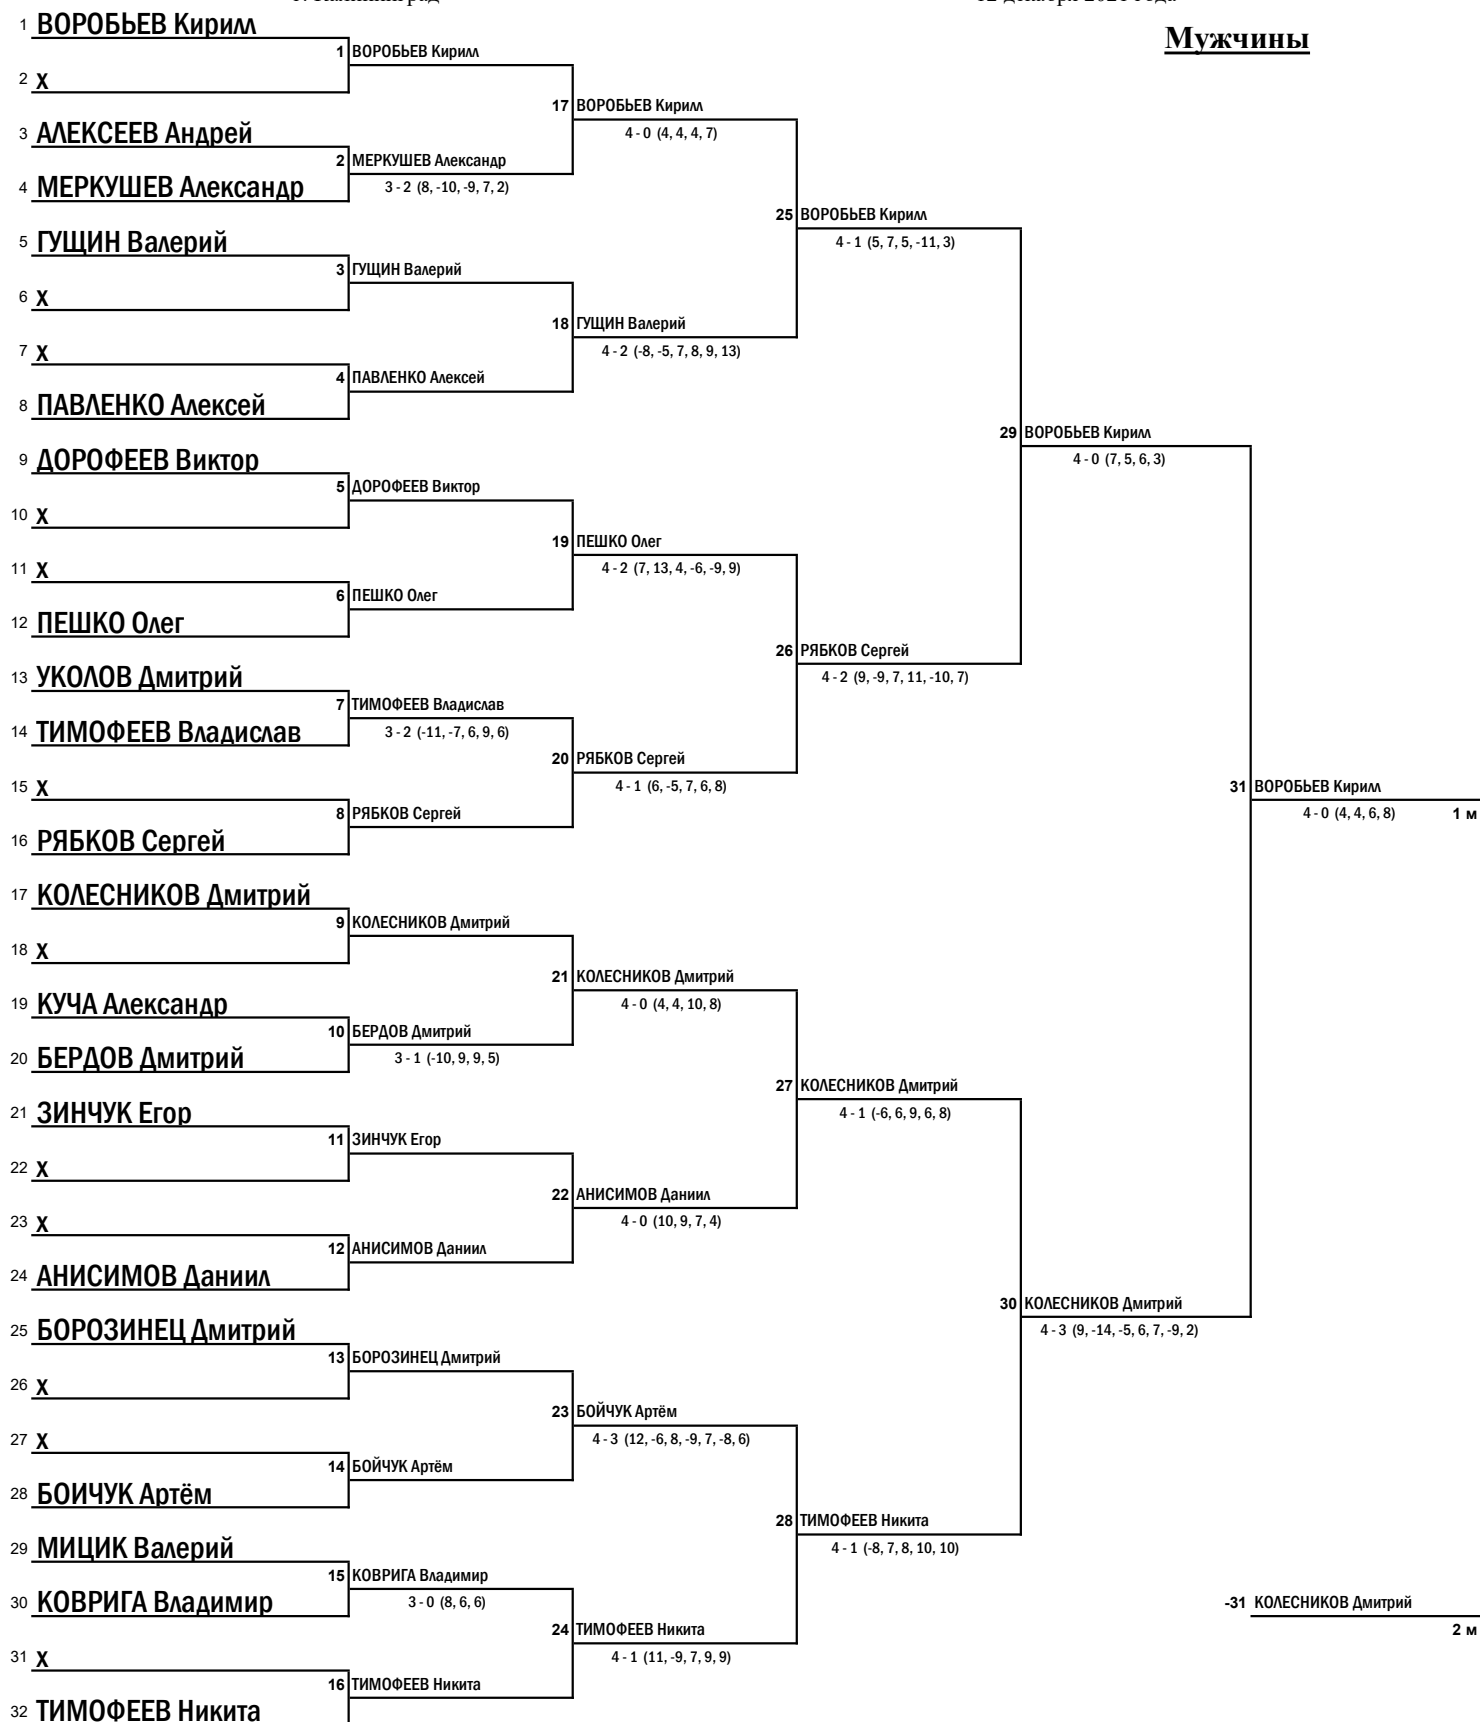 1 ВОРОБЬЕВ Кирилл
Мужчины
1 ВОРОБЬЕВ Кирилл
2 X
17 ВОРОБЬЕВ Кирилл
4 - 0 (4, 4, 4, 7)
3 АЛЕКСЕЕВ Андрей
2 МЕРКУШЕВ Александр
3 - 2 (8, -10, -9, 7, 2)
4 МЕРКУШЕВ Александр
25 ВОРОБЬЕВ Кирилл
4 - 1 (5, 7, 5, -11, 3)
5 ГУЩИН Валерий
3 ГУЩИН Валерий
6 X
18 ГУЩИН Валерий
4 - 2 (-8, -5, 7, 8, 9, 13)
7 X
4 ПАВЛЕНКО Алексей
8 ПАВЛЕНКО Алексей
29 ВОРОБЬЕВ Кирилл
4 - 0 (7, 5, 6, 3)
9 ДОРОФЕЕВ Виктор
5 ДОРОФЕЕВ Виктор
10 X
19 ПЕШКО Олег
4 - 2 (7, 13, 4, -6, -9, 9)
11 X
6 ПЕШКО Олег
12 ПЕШКО Олег
26 РЯБКОВ Сергей
4 - 2 (9, -9, 7, 11, -10, 7)
13 УКОЛОВ Дмитрий
7 ТИМОФЕЕВ Владислав
3 - 2 (-11, -7, 6, 9, 6)
14 ТИМОФЕЕВ Владислав
20 РЯБКОВ Сергей
4 - 1 (6, -5, 7, 6, 8)
15 X
31 ВОРОБЬЕВ Кирилл
4 - 0 (4, 4, 6, 8) 1 м
8 РЯБКОВ Сергей
16 РЯБКОВ Сергей
17 КОЛЕСНИКОВ Дмитрий
9 КОЛЕСНИКОВ Дмитрий
18 X
21 КОЛЕСНИКОВ Дмитрий
4 - 0 (4, 4, 10, 8)
19 КУЧА Александр
10 БЕРДОВ Дмитрий
3 - 1 (-10, 9, 9, 5)
20 БЕРДОВ Дмитрий
27 КОЛЕСНИКОВ Дмитрий
4 - 1 (-6, 6, 9, 6, 8)
21 ЗИНЧУК Егор
11 ЗИНЧУК Егор
22 X
22 АНИСИМОВ Даниил
4 - 0 (10, 9, 7, 4)
23 X
12 АНИСИМОВ Даниил
24 АНИСИМОВ Даниил
30 КОЛЕСНИКОВ Дмитрий
4 - 3 (9, -14, -5, 6, 7, -9, 2)
25 БОРОЗИНЕЦ Дмитрий
13 БОРОЗИНЕЦ Дмитрий
26 X
23 БОЙЧУК Артём
4 - 3 (12, -6, 8, -9, 7, -8, 6)
27 X
14 БОЙЧУК Артём
28 БОЙЧУК Артём
28 ТИМОФЕЕВ Никита
4 - 1 (-8, 7, 8, 10, 10)
29 МИЦИК Валерий
15 КОВРИГА Владимир
3 - 0 (8, 6, 6)
30 КОВРИГА Владимир
-31 КОЛЕСНИКОВ Дмитрий
2 м
24 ТИМОФЕЕВ Никита
4 - 1 (11, -9, 7, 9, 9)
31 X
16 ТИМОФЕЕВ Никита
32 ТИМОФЕЕВ Никита